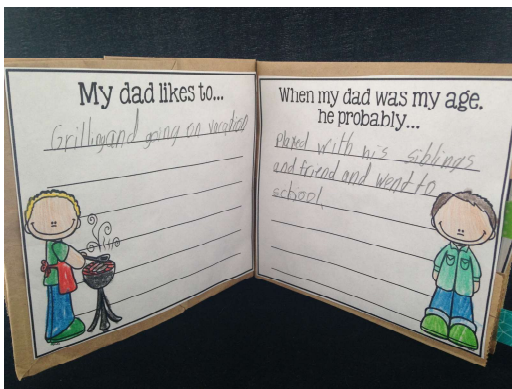 My dad likes to...
Grilling and going on vacation
When my dad was my age.
he probably...
played with his siblings
and friend and went to
school